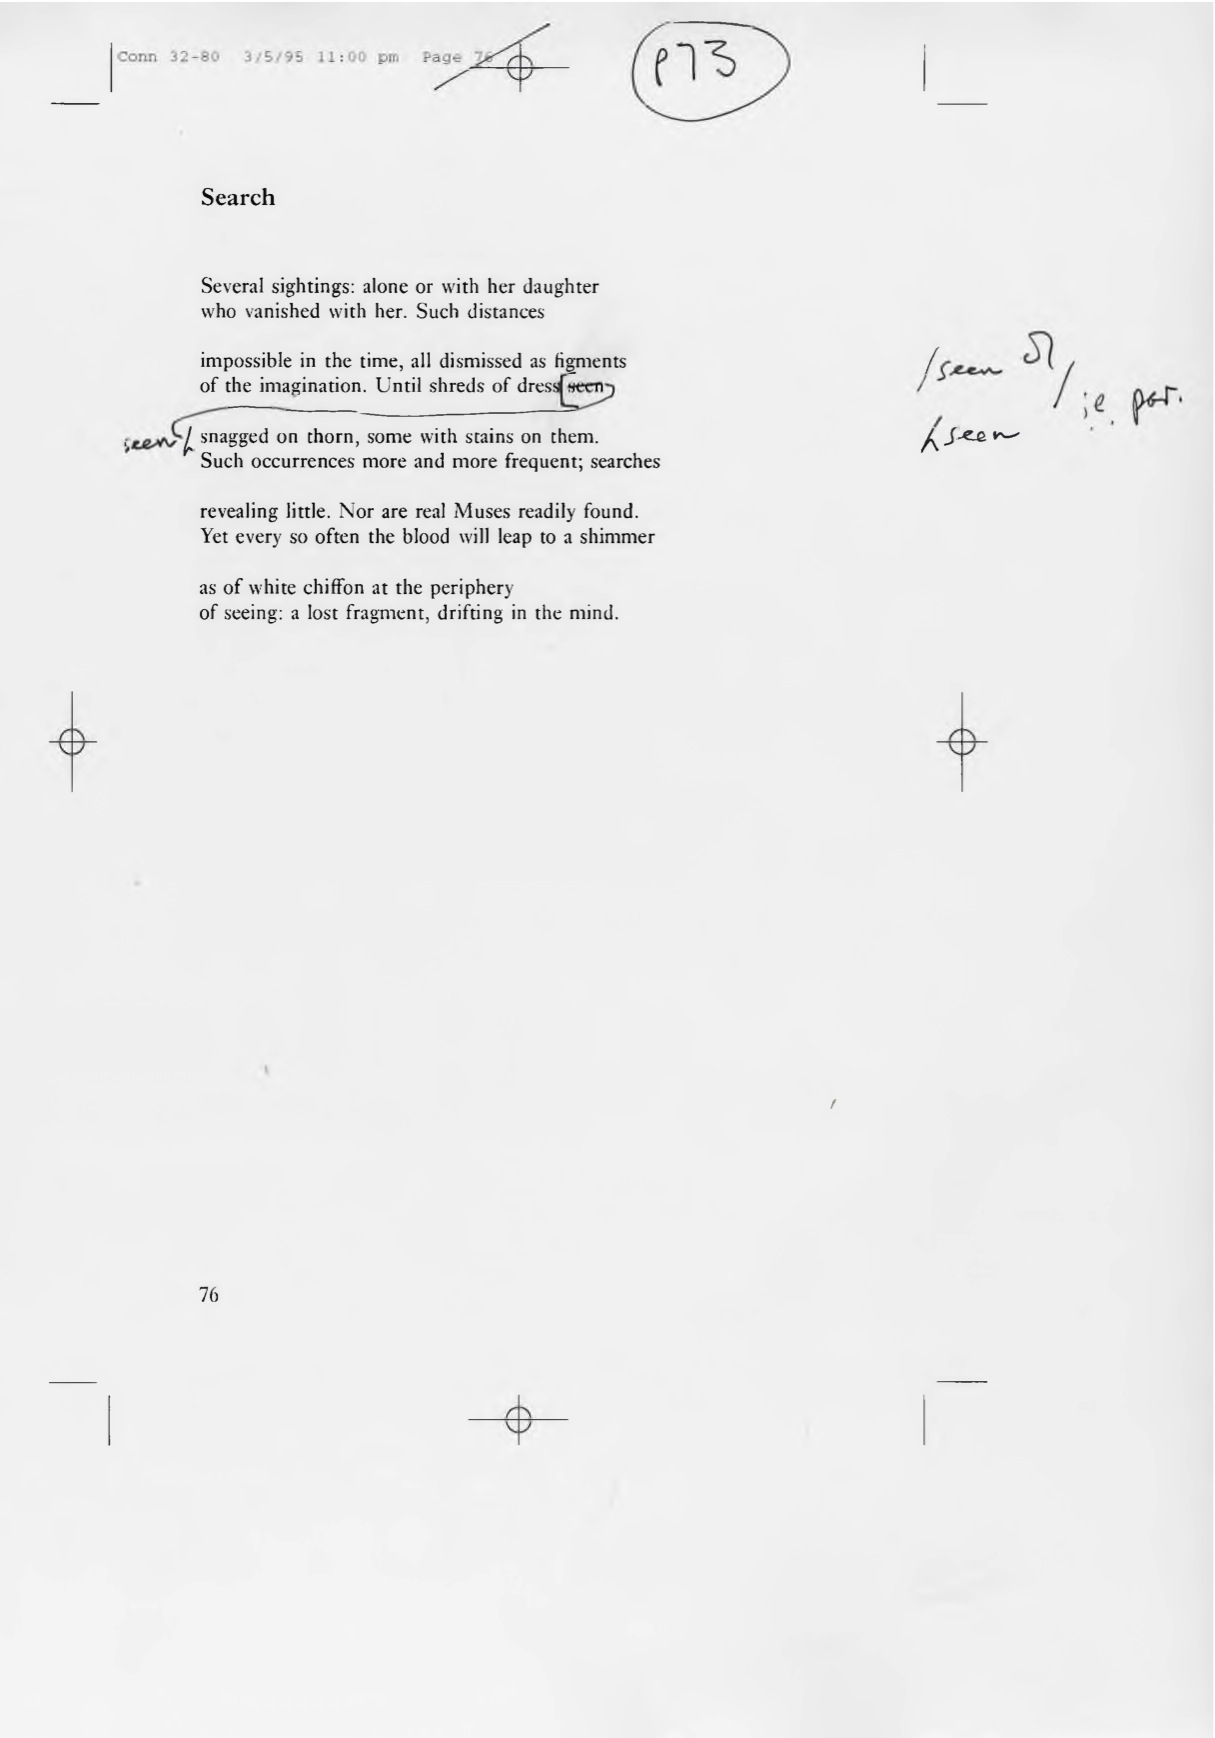 Conn 32-80 3/5/95 11:00 pm Page 76
p73
Search
Several sightings: alone or with her daughter
who vanished with her. Such distances
impossible in the time, all dismissed as figments
of the imagination. Until shreds of dress seen
seen snagged on thorn, some with stains on them.
Such occurrences more and more frequent; searches
revealing little. Nor are real Muses readily found.
Yet every so often the blood will leap to a shimmer
as of white chiffon at the periphery
of seeing: a lost fragment, drifting in the mind.
/seen
/ i.e.
seen
76